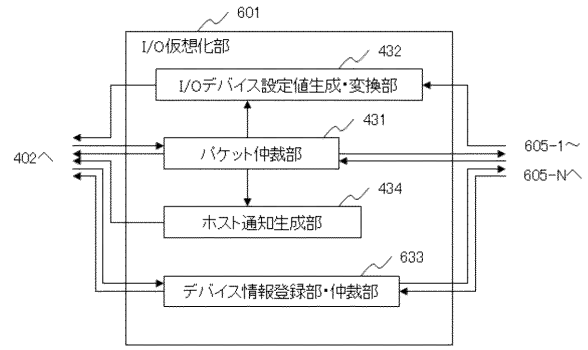 601
I/O仮想化部
432
I/Oデバイス設定値生成・変換部
431
パケット仲裁部
402へ
605-1～
605-Nへ
434
ホスト通知生成部
633
デバイス情報登録部・仲裁部